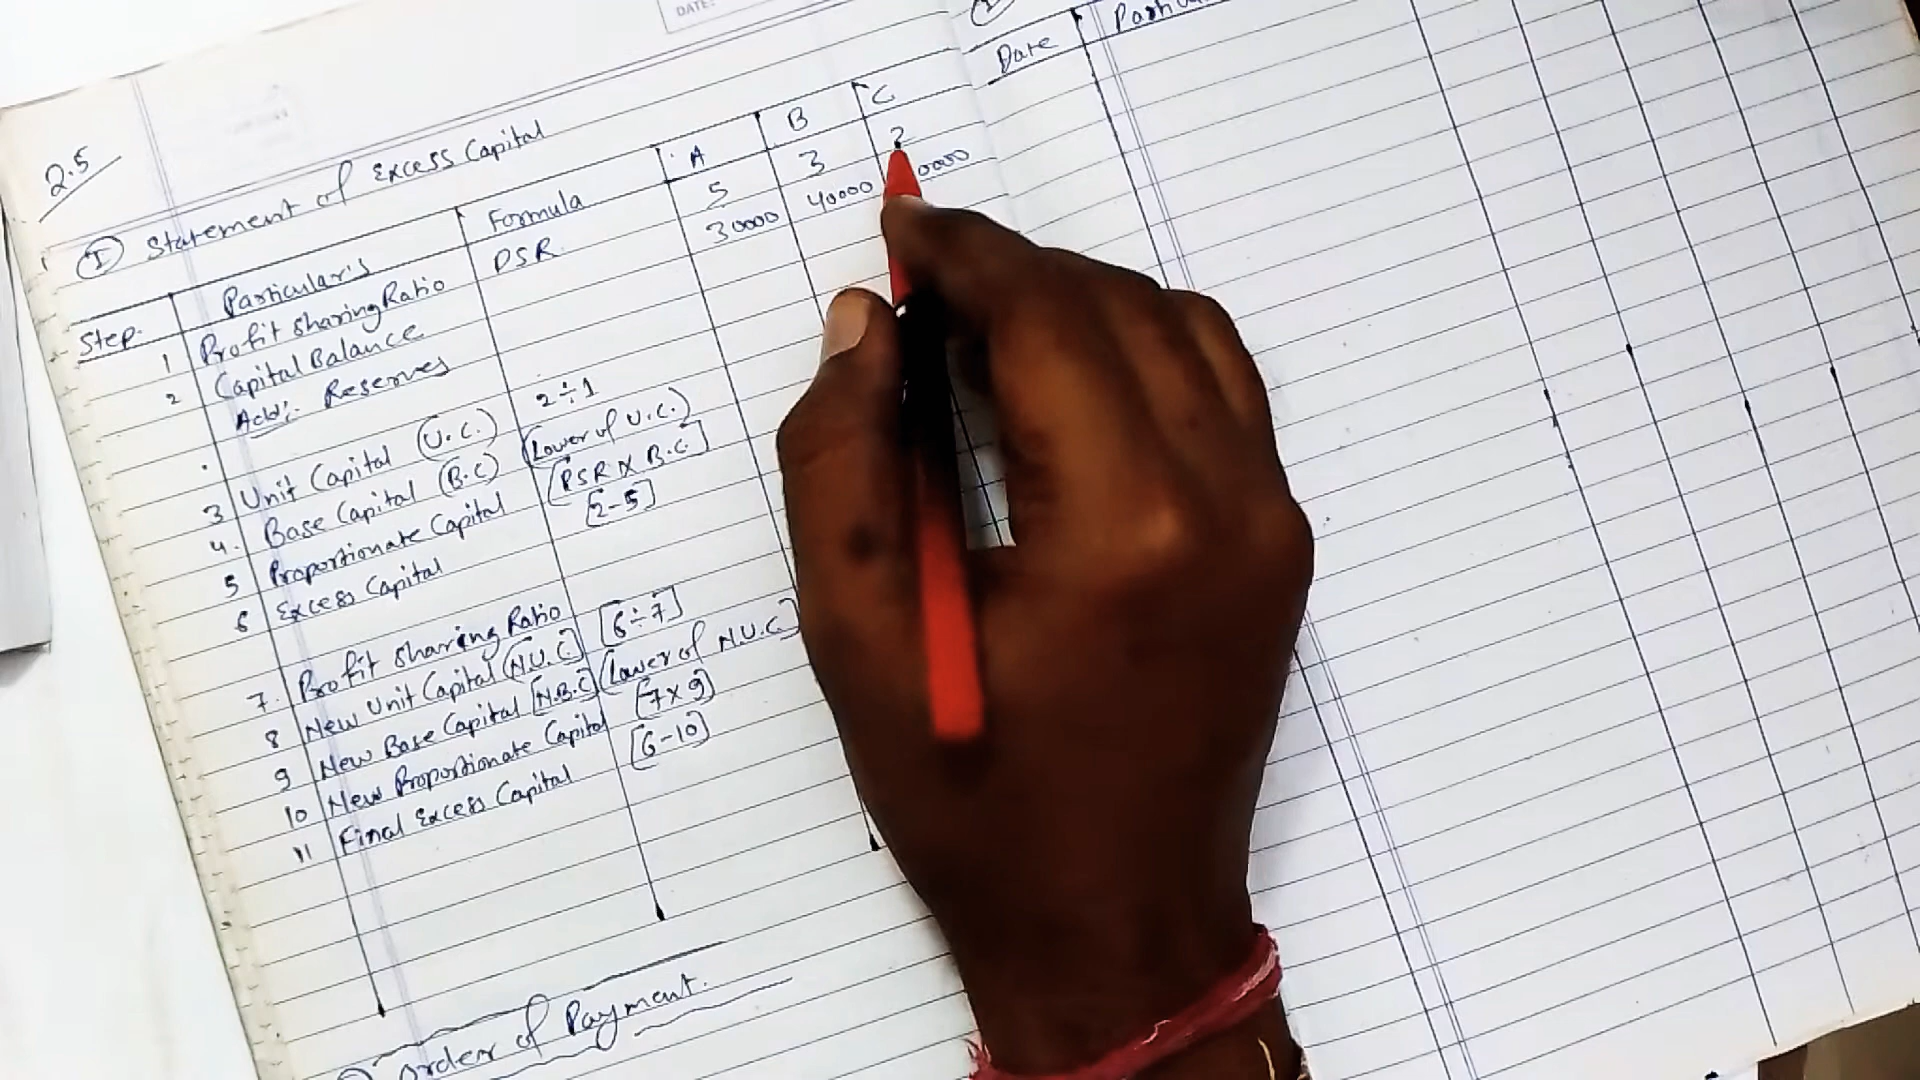 DATE:
2.5
I Statement of Excess Capital
Step. Particular's Formula A B C
1 Profit sharing Ratio PSR 5 3 2
2 Capital Balance 30000 40000
Add:- Reserves
3 Unit Capital (U.C.) 2÷1
4. Base Capital (B.C) (Lower of U.C.)
5 Proportionate Capital [PSR X B.C]
6 Excess Capital [2-5]
7. Profit sharing Ratio
8 New Unit Capital (N.U.C] [6÷7]
9 New Base Capital [N.B.C] (Lower of N.U.C]
10 New Proportionate Capital [7x9]
11 Final Excess Capital [6-10]
order of Payment.
Date